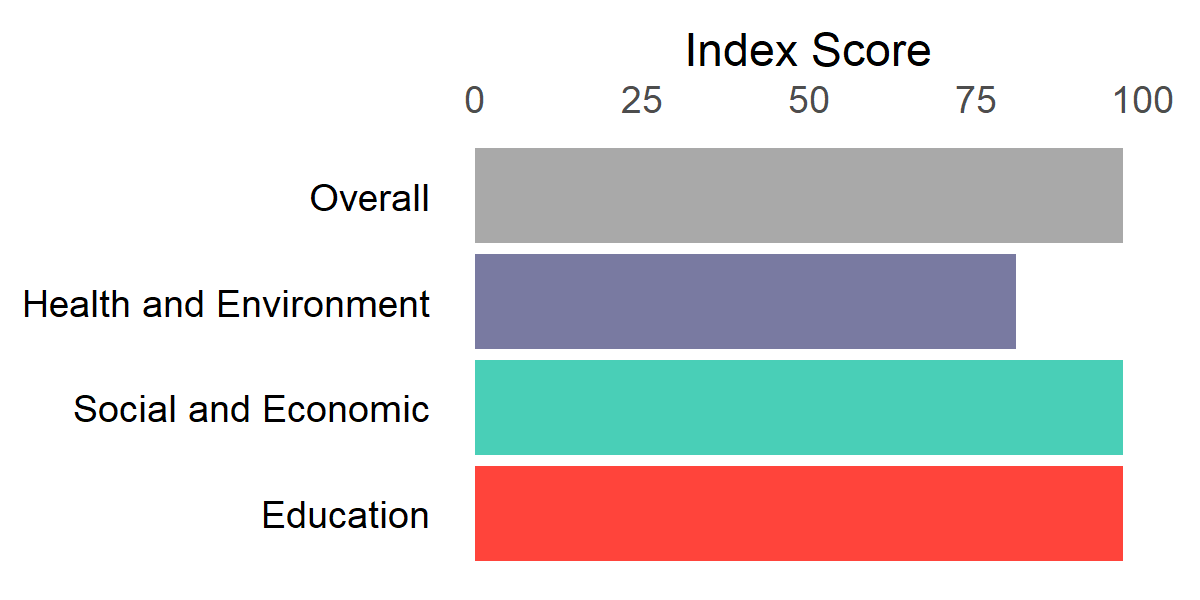 Index Score
0 25 50 75 100
Overall
Health and Environment
Social and Economic
Education